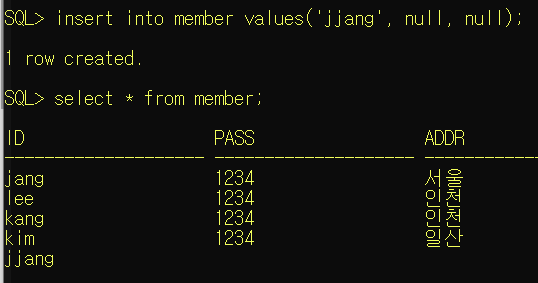 SQL> insert into member values('jjang', null, null);
1 row created.
SQL> select * from member;
ID PASS ADDR
-------------------- -------------------- ------------
jang 1234 서울
lee 1234 인천
kang 1234 인천
kim 1234 일산
jjang